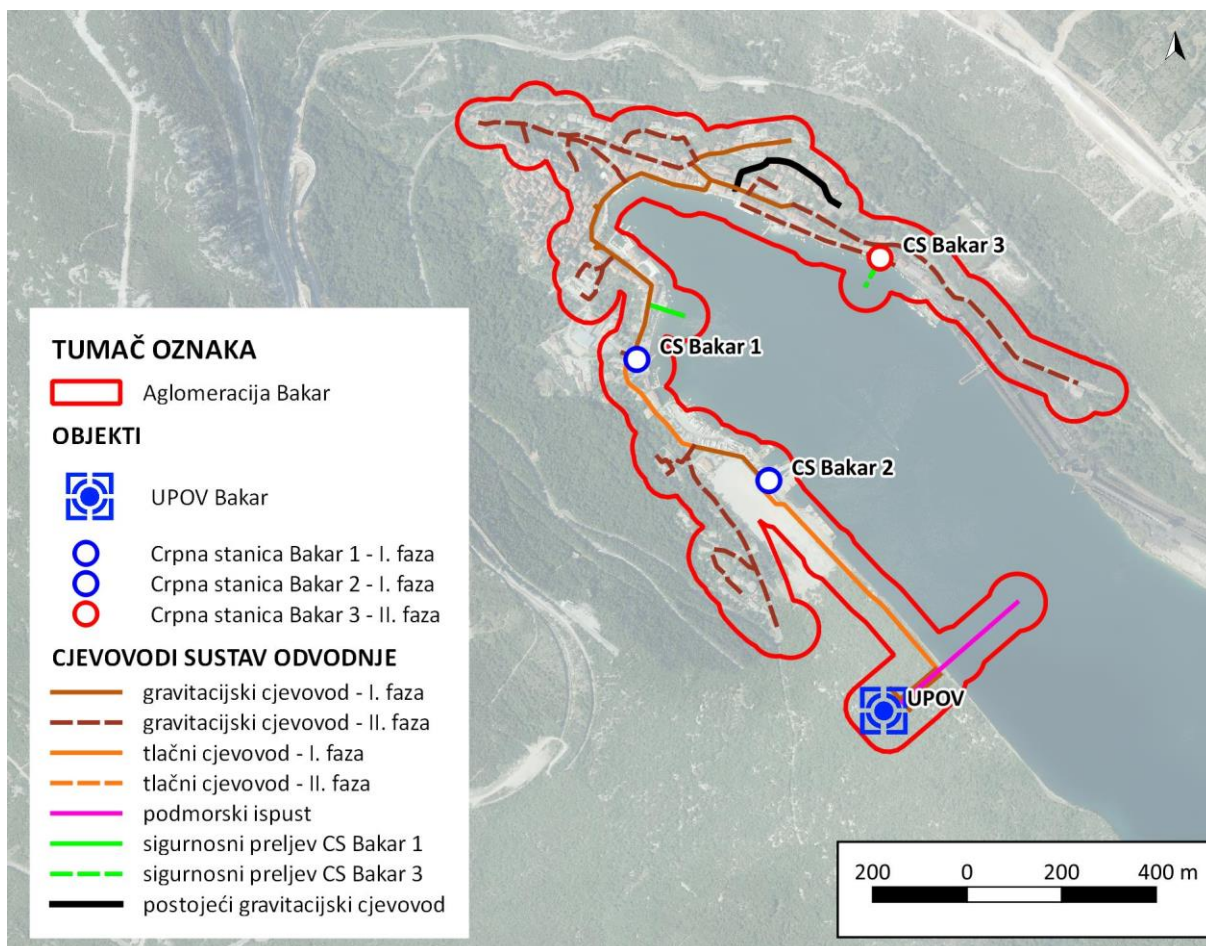 CS Bakar 3
CS Bakar 1
CS Bakar 2
UPOV
TUMAČ OZNAKA
Aglomeracija Bakar
OBJEKTI
UPOV Bakar
Crpna stanica Bakar 1 - I. faza
Crpna stanica Bakar 2 - I. faza
Crpna stanica Bakar 3 - II. faza
CJEVOVODI SUSTAV ODVODNJE
gravitacijski cjevovod - I. faza
gravitacijski cjevovod - II. faza
tlačni cjevovod - I. faza
tlačni cjevovod - II. faza
podmorski ispust
sigurnosni preljev CS Bakar 1
sigurnosni preljev CS Bakar 3
postojeći gravitacijski cjevovod
200 0 200 400 m